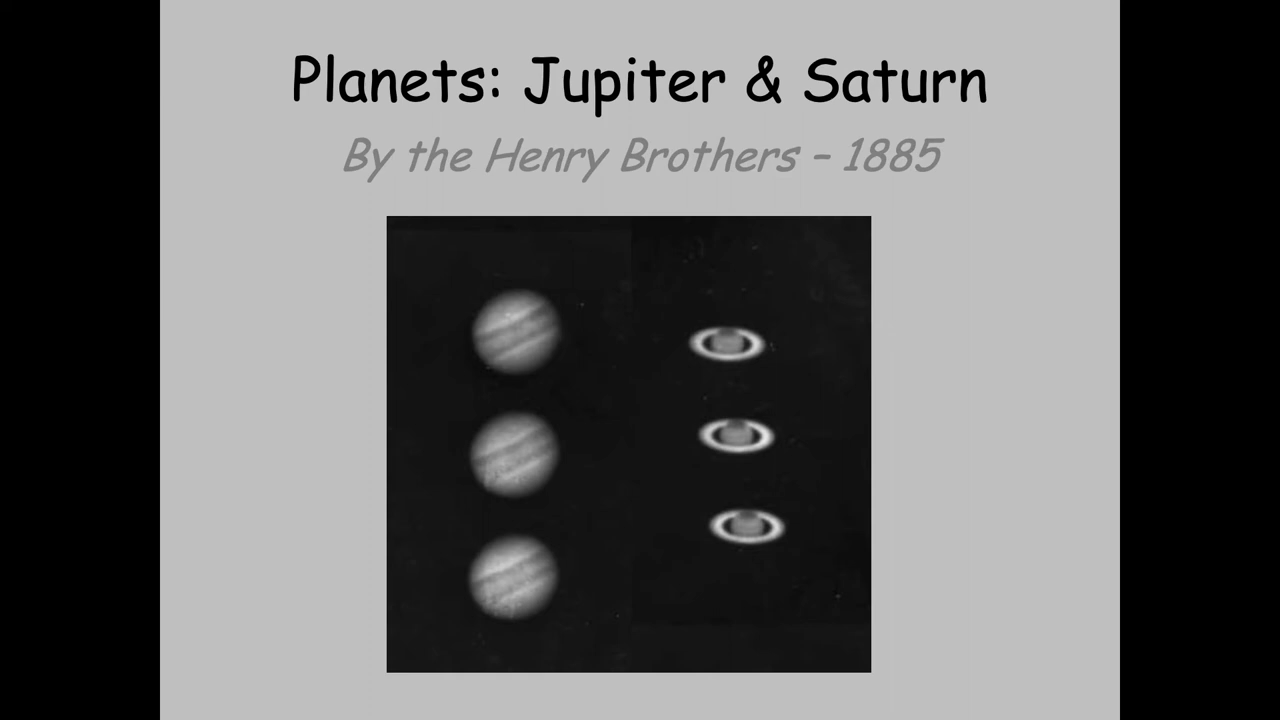 Planets: Jupiter & Saturn
By the Henry Brothers – 1885